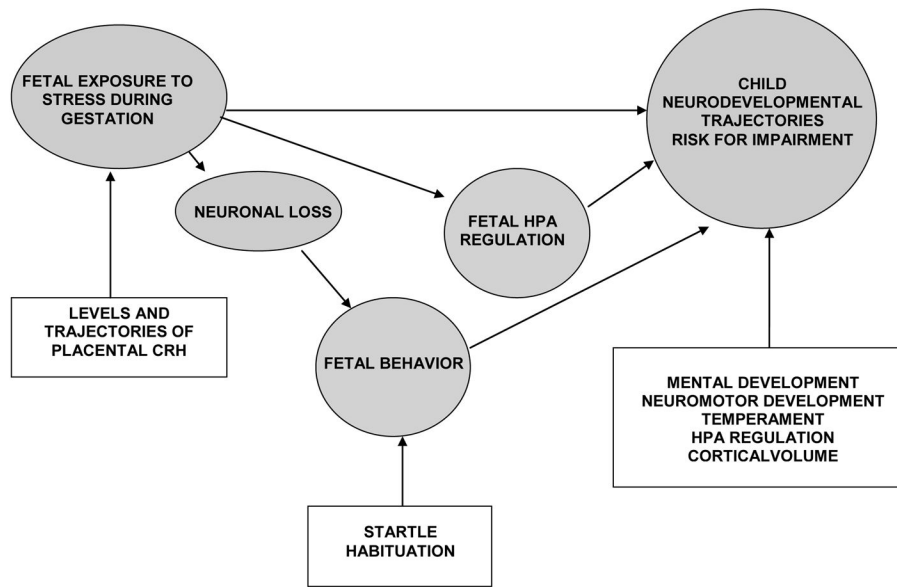 FETAL EXPOSURE TO
STRESS DURING
GESTATION
CHILD
NEURODEVELOPMENTAL
TRAJECTORIES
RISK FOR IMPAIRMENT
NEURONAL LOSS
FETAL HPA
REGULATION
LEVELS AND
TRAJECTORIES OF
PLACENTAL CRH
FETAL BEHAVIOR
MENTAL DEVELOPMENT
NEUROMOTOR DEVELOPMENT
TEMPERAMENT
HPA REGULATION
CORTICALVOLUME
STARTLE
HABITUATION